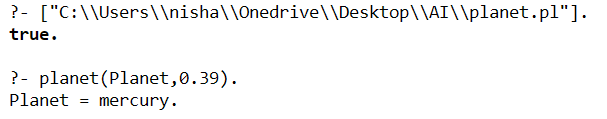 ?- ["C:\\Users\\nisha\\Onedrive\\Desktop\\AI\\planet.pl"].
true.
?- planet(Planet,0.39).
Planet = mercury.